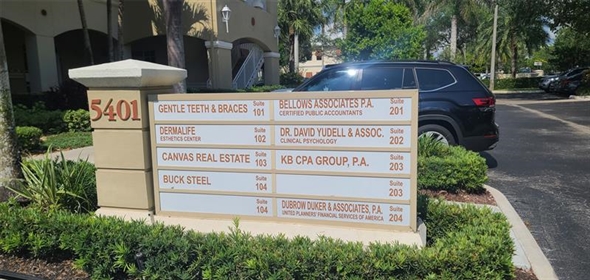 5401
GENTLE TEETH & BRACES Suite 101
DERMALIFE
ESTHETICS CENTER Suite 102
CANVAS REAL ESTATE Suite 103
BUCK STEEL Suite 104
Suite 104
BELLOWS ASSOCIATES P.A.
CERTIFIED PUBLIC ACCOUNTANTS Suite 201
DR. DAVID YUDELL & ASSOC.
CLINICAL PSYCHOLOGY Suite 202
KB CPA GROUP, P.A. Suite 203
Suite 203
DUBROW DUKER & ASSOCIATES, P.A.
UNITED PLANNERS' FINANCIAL SERVICES OF AMERICA Suite 204